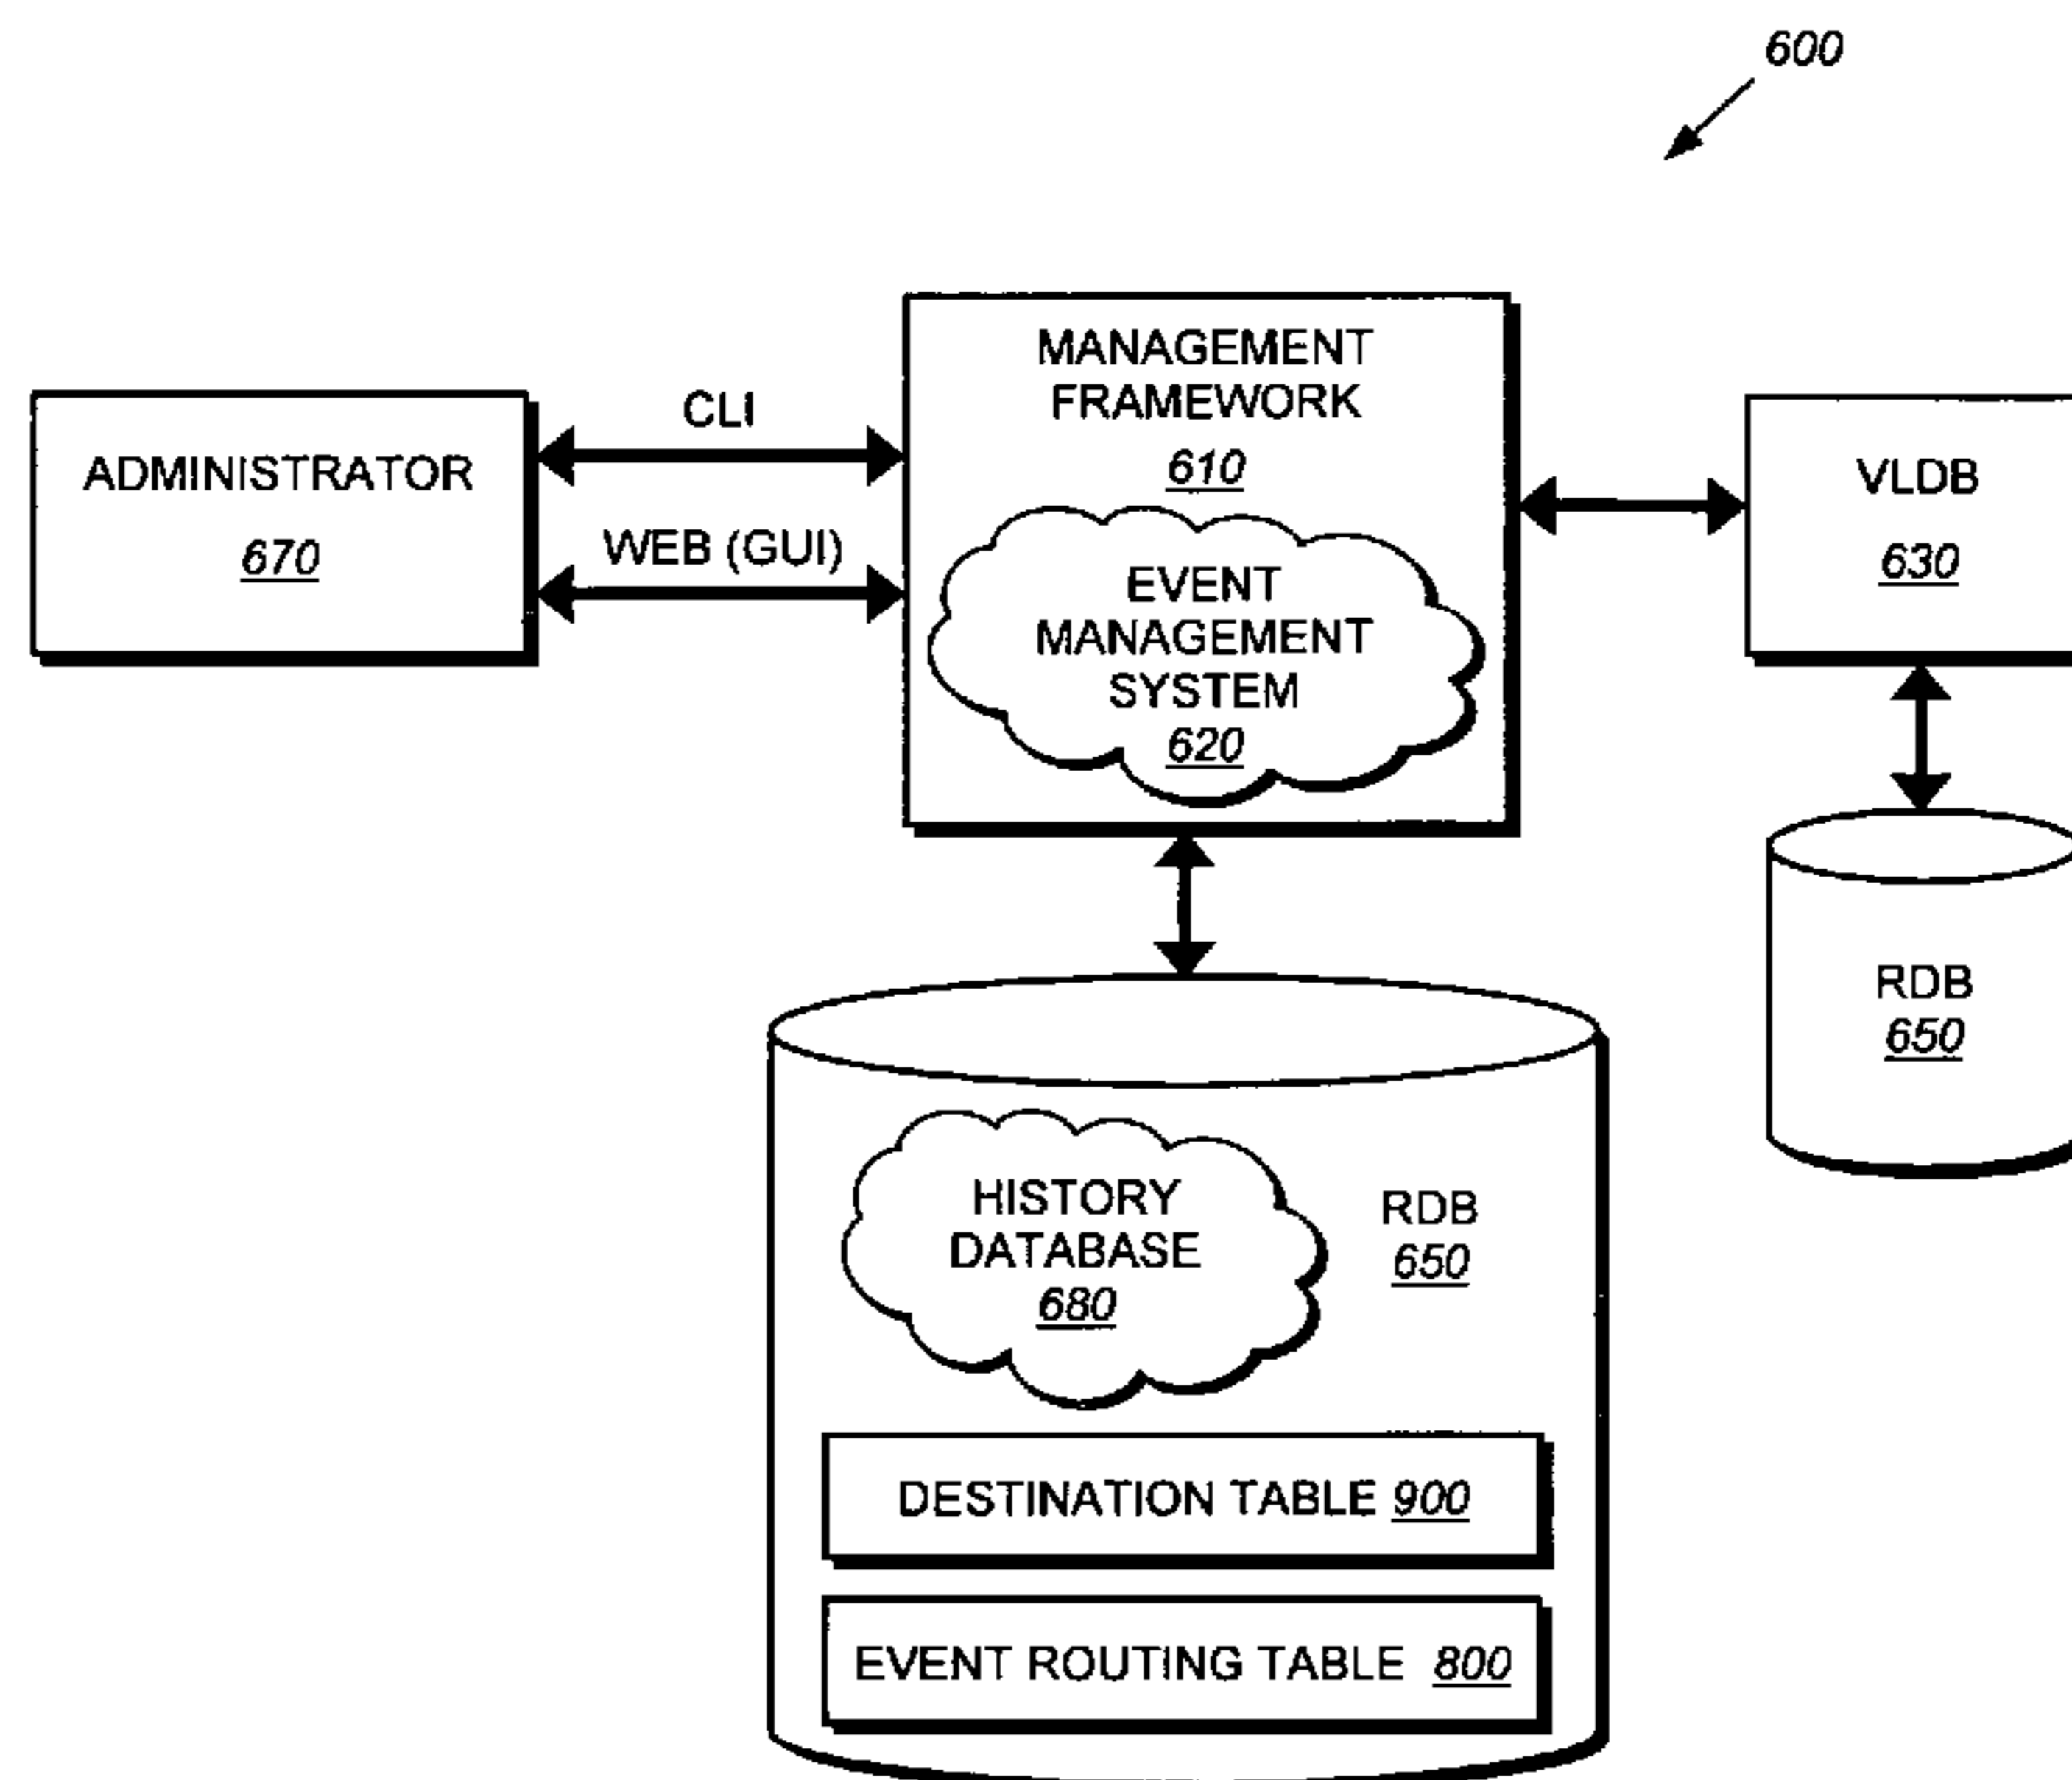 600
MANAGEMENT
FRAMEWORK
610
EVENT
MANAGEMENT
SYSTEM
620
ADMINISTRATOR
670
CLI
WEB (GUI)
VLDB
630
RDB
650
HISTORY
DATABASE
680
RDB
650
DESTINATION TABLE 900
EVENT ROUTING TABLE 800